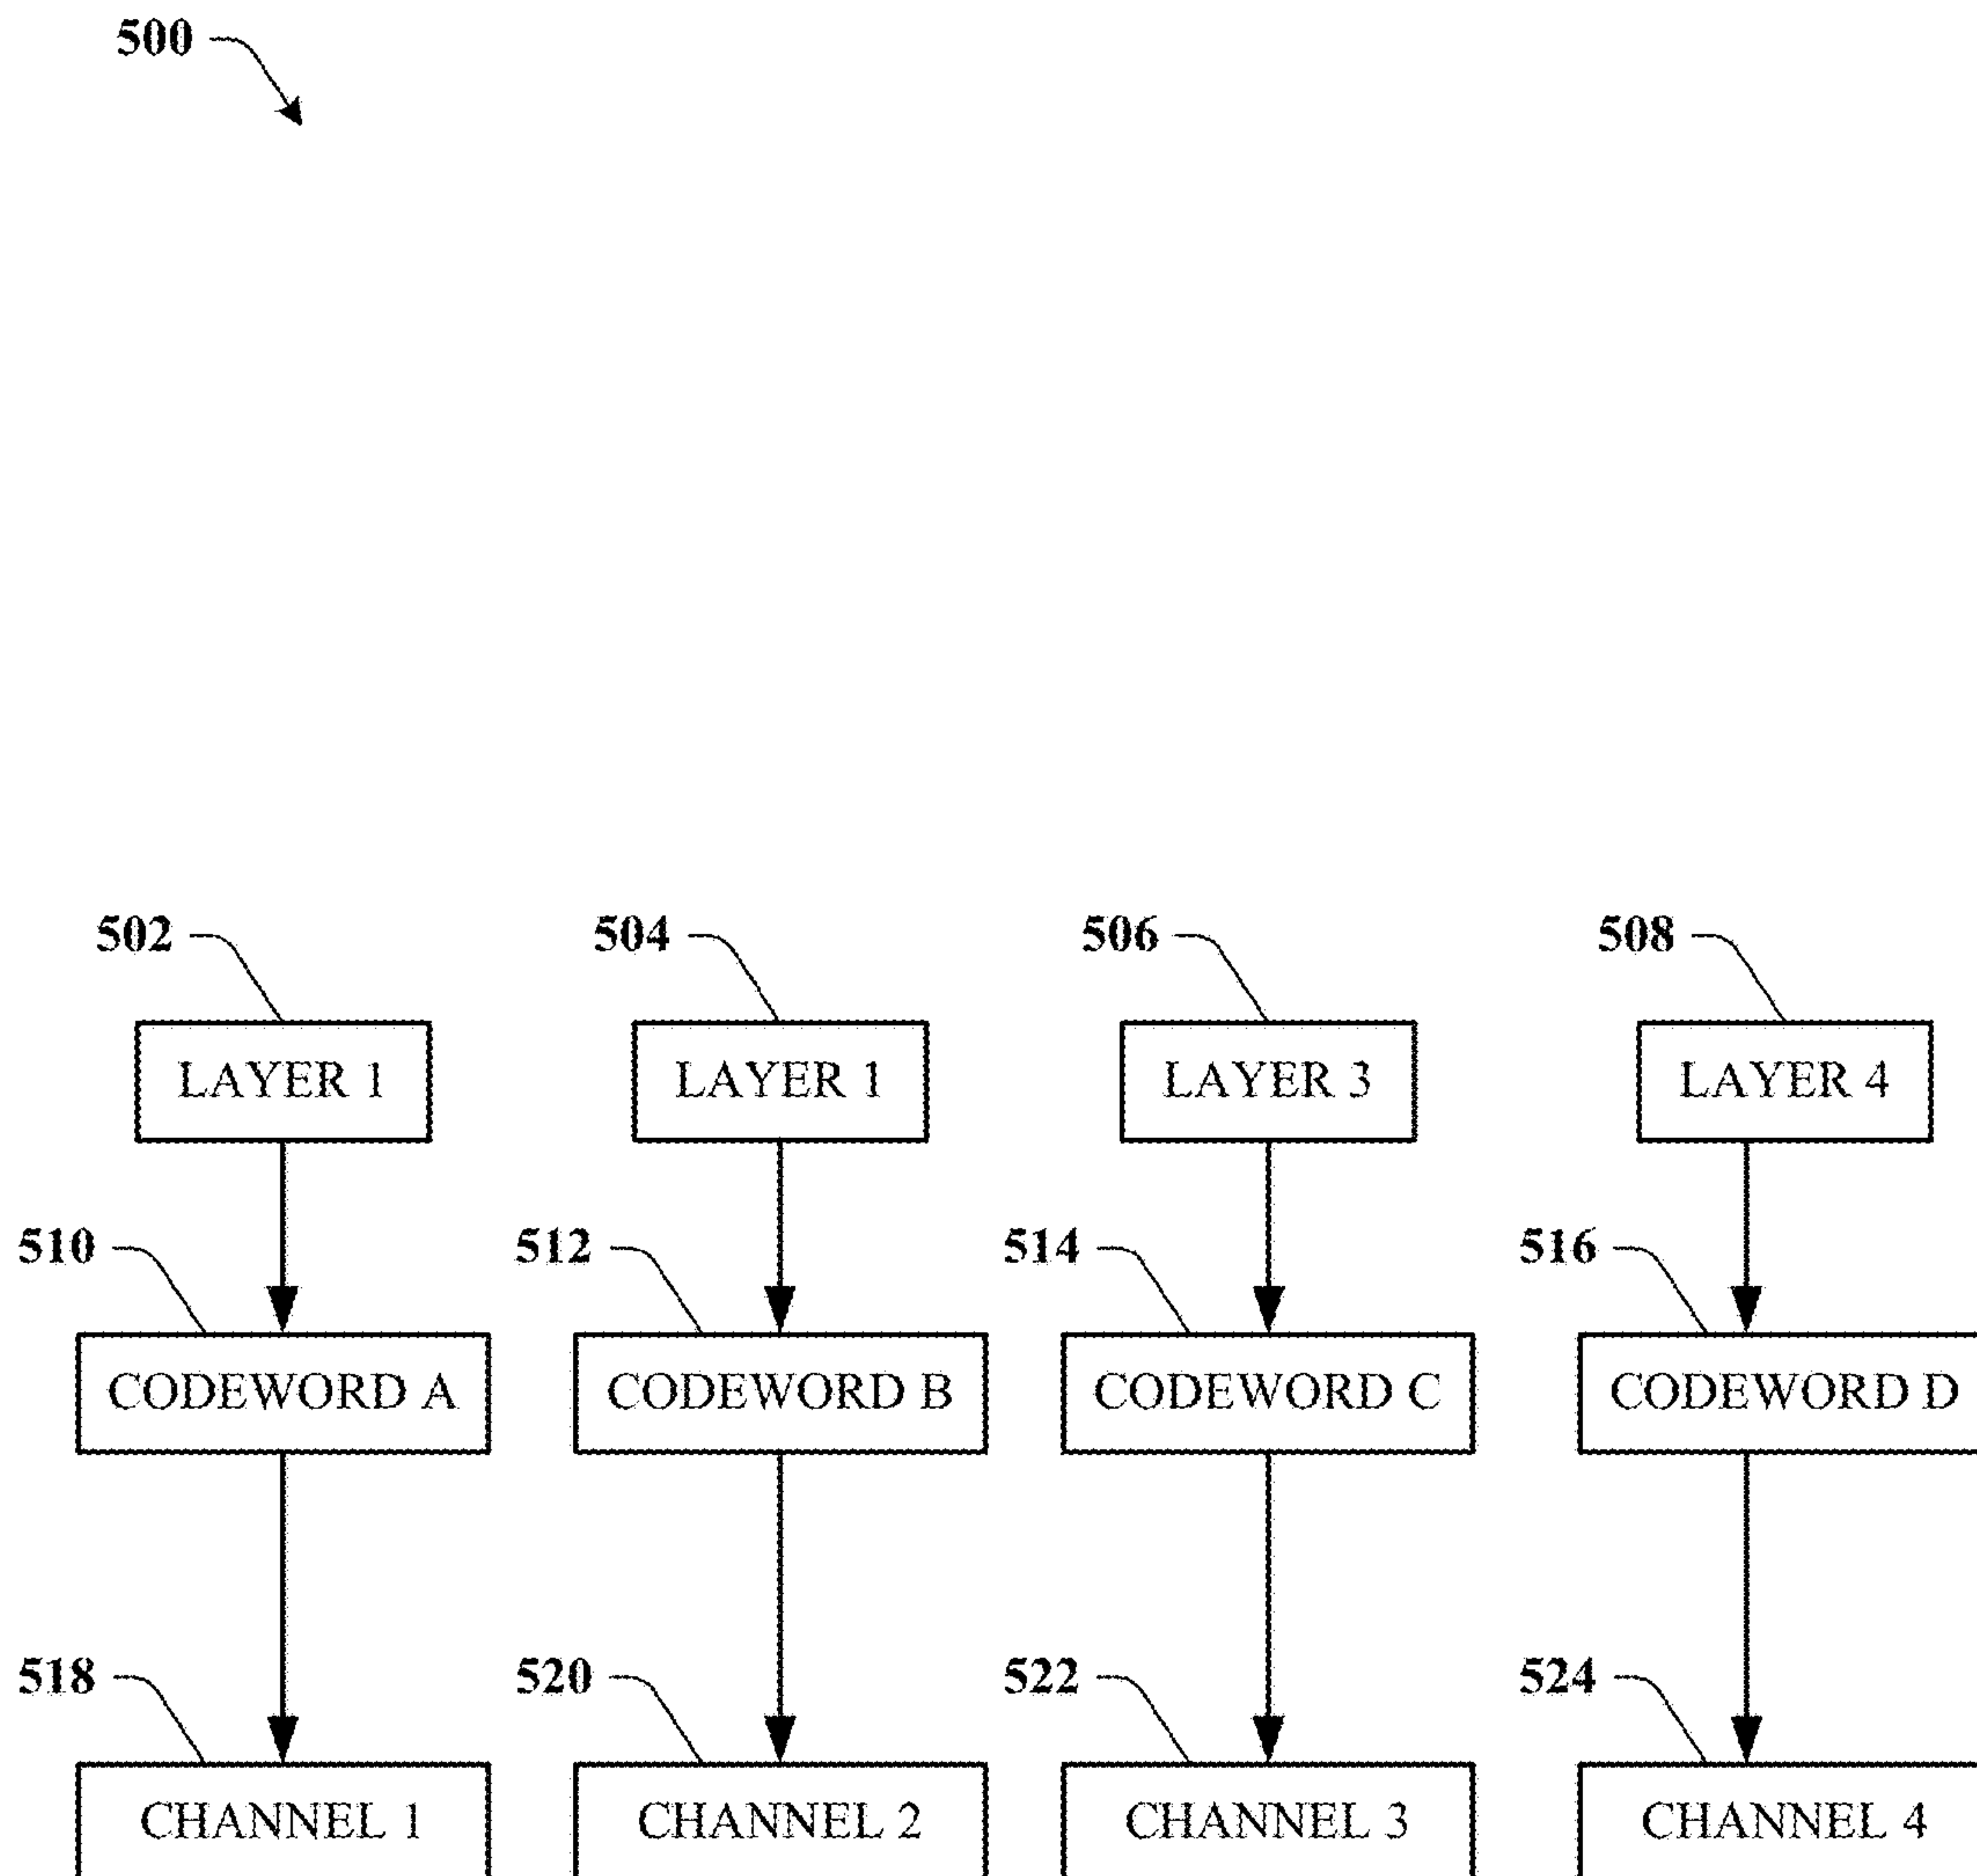 500
502 504 506 508
LAYER 1 LAYER 1 LAYER 3 LAYER 4
510 512 514 516
CODEWORD A CODEWORD B CODEWORD C CODEWORD D
518 520 522 524
CHANNEL 1 CHANNEL 2 CHANNEL 3 CHANNEL 4